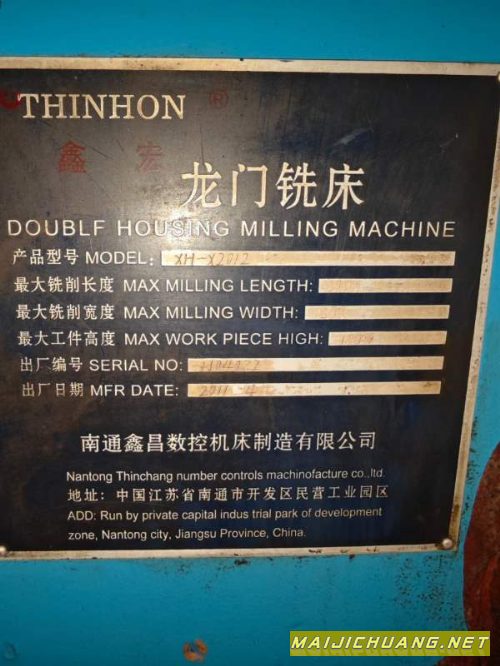 THINHON ®
鑫 宏
龙门铣床
DOUBLF HOUSING MILLING MACHINE
产品型号 MODEL: XH-X2012
最大铣削长度 MAX MILLING LENGTH:
最大铣削宽度 MAX MILLING WIDTH:
最大工件高度 MAX WORK PIECE HIGH:
出厂编号 SERIAL NO:
出厂日期 MFR DATE: 2011
南通鑫昌数控机床制造有限公司
Nantong Thinchang number controls machinofacture co.,ltd.
地址: 中国江苏省南通市开发区民营工业园区
ADD: Run by private capital indus trial park of development
zone, Nantong city, Jiangsu Province, China.
MAIJICHUANG.NET